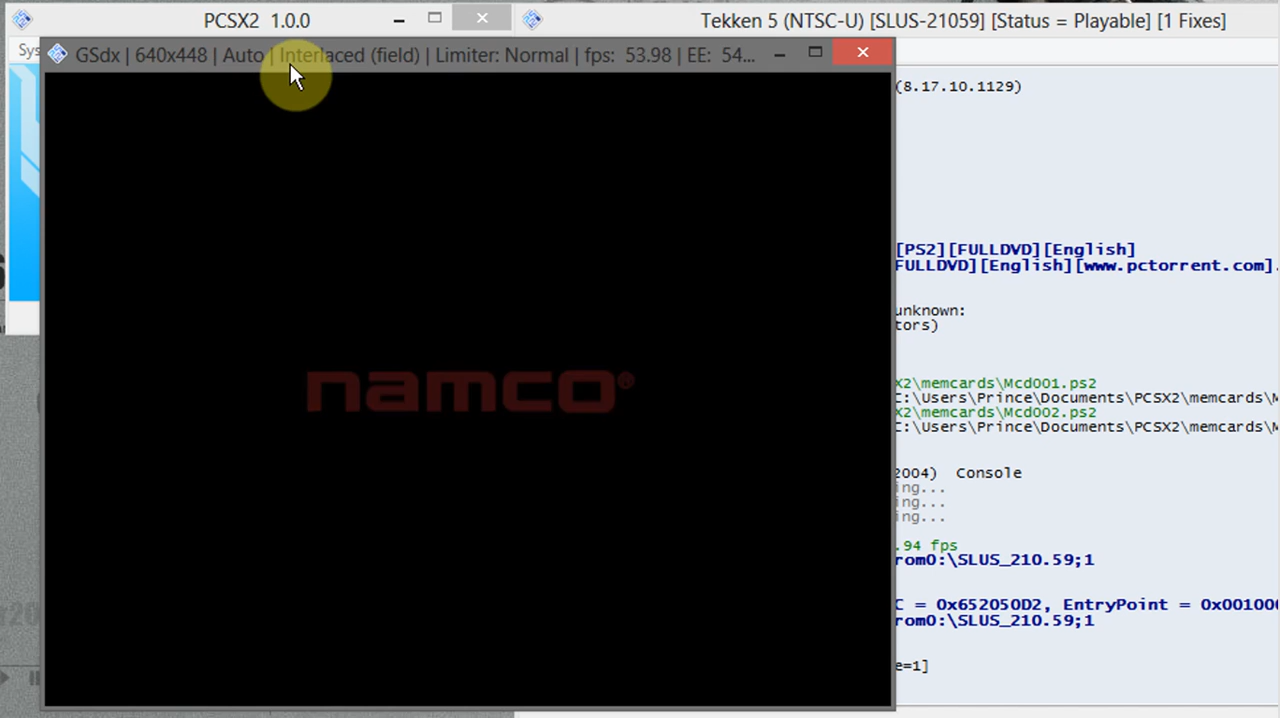 PCSX2 1.0.0
Tekken 5 (NTSC-U) [SLUS-21059] [Status = Playable] [1 Fixes]
Sys
GSdx | 640x448 | Auto | Interlaced (field) | Limiter: Normal | fps: 53.98 | EE: 54...
(8.17.10.1129)
[PS2][FULLDVD][English]
FULLDVD][English][www.pctorrent.com].
unknown:
tors)
namco®
X2\memcards\Mcd001.ps2
C:\Users\Prince\Documents\PCSX2\memcards\M
X2\memcards\Mcd002.ps2
C:\Users\Prince\Documents\PCSX2\memcards\M
2004) Console
ing...
ing...
ing...
.94 fps
rom0:\SLUS_210.59;1
C = 0x652050D2, EntryPoint = 0x001000
rom0:\SLUS_210.59;1
e=1]